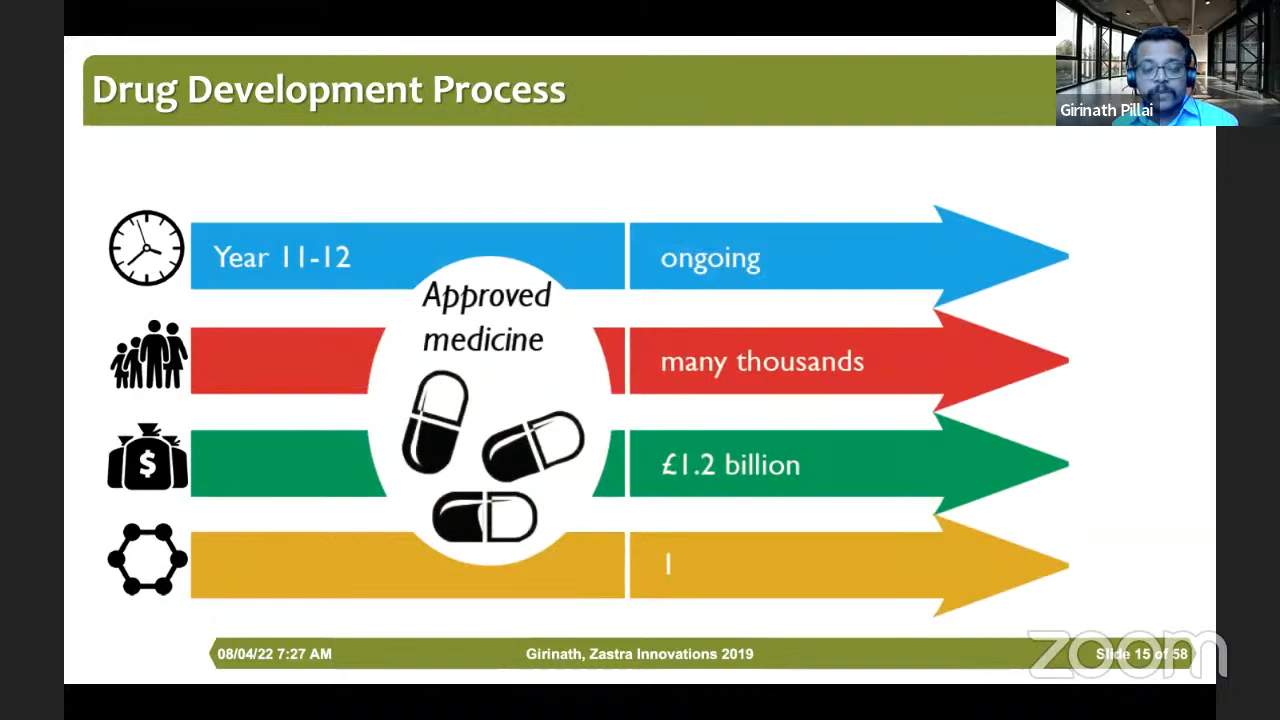 Drug Development Process
Girinath Pillai
Year 11-12
ongoing
Approved
medicine
many thousands
$
£1.2 billion
1
08/04/22 7:27 AM
Girinath, Zastra Innovations 2019
Slide 15 of 58
zoom